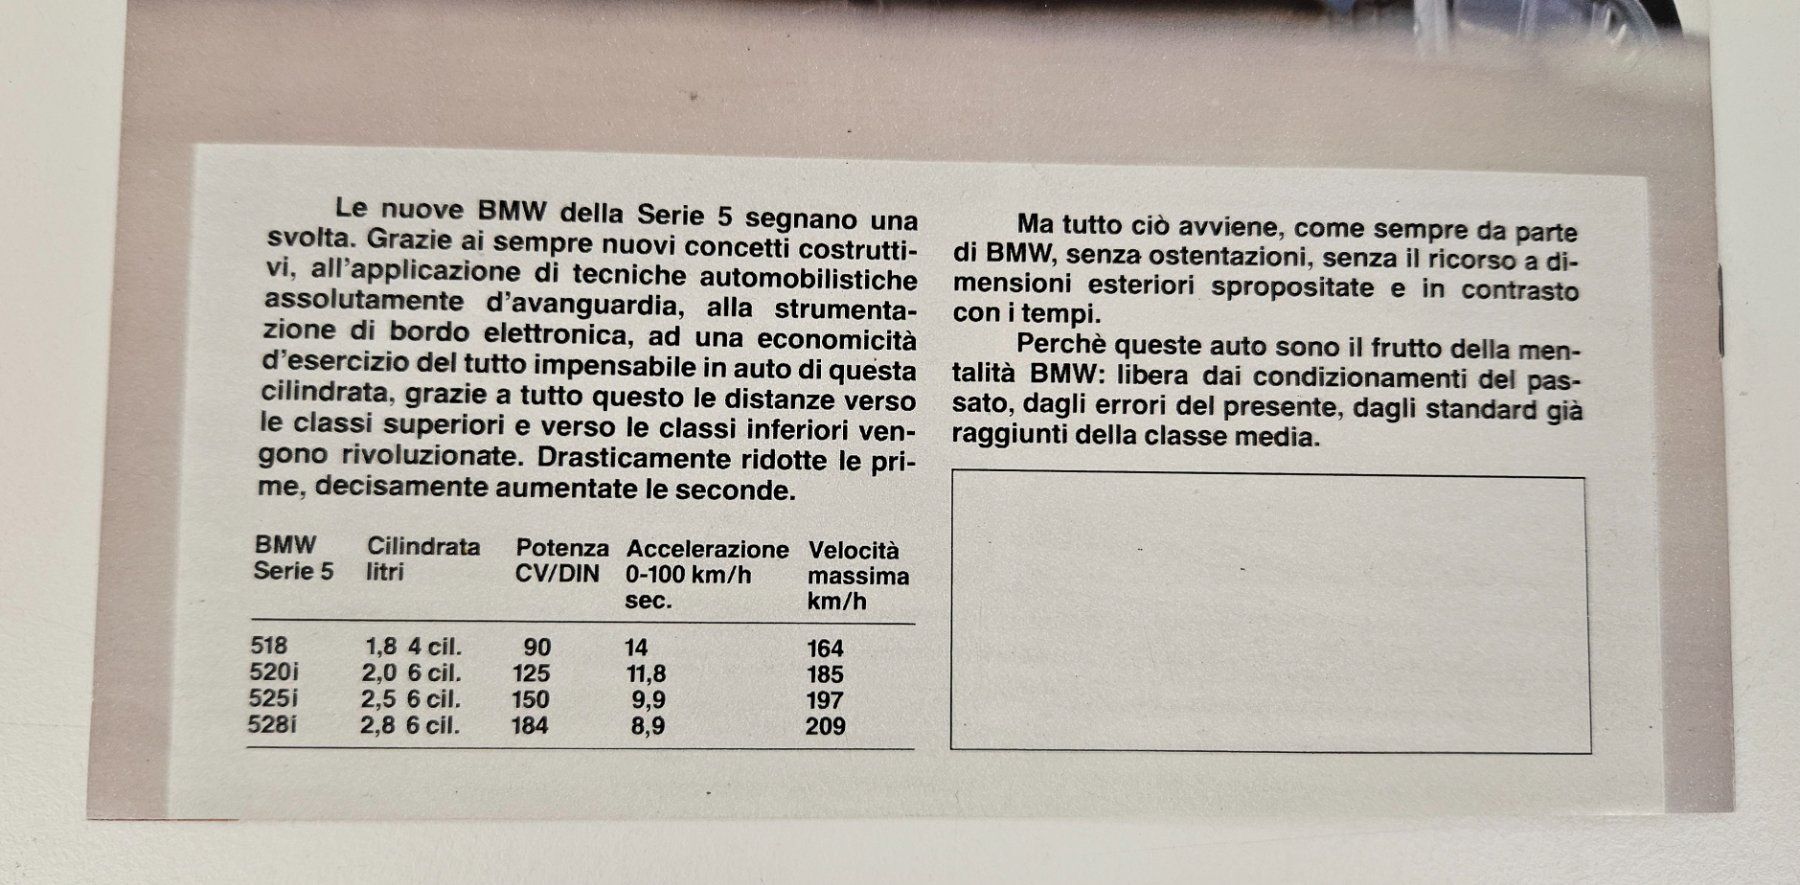 Le nuove BMW della Serie 5 segnano una
svolta. Grazie ai sempre nuovi concetti costrutti-
vi, all'applicazione di tecniche automobilistiche
assolutamente d'avanguardia, alla strumenta-
zione di bordo elettronica, ad una economicità
d'esercizio del tutto impensabile in auto di questa
cilindrata, grazie a tutto questo le distanze verso
le classi superiori e verso le classi inferiori ven-
gono rivoluzionate. Drasticamente ridotte le pri-
me, decisamente aumentate le seconde.
BMW Cilindrata Potenza Accelerazione Velocità
Serie 5 litri CV/DIN 0-100 km/h massima
sec. km/h
518 1,8 4 cil. 90 14 164
520i 2,0 6 cil. 125 11,8 185
525i 2,5 6 cil. 150 9,9 197
528i 2,8 6 cil. 184 8,9 209
Ma tutto ciò avviene, come sempre da parte
di BMW, senza ostentazioni, senza il ricorso a di-
mensioni esteriori spropositate e in contrasto
con i tempi.
Perchè queste auto sono il frutto della men-
talità BMW: libera dai condizionamenti del pas-
sato, dagli errori del presente, dagli standard già
raggiunti della classe media.